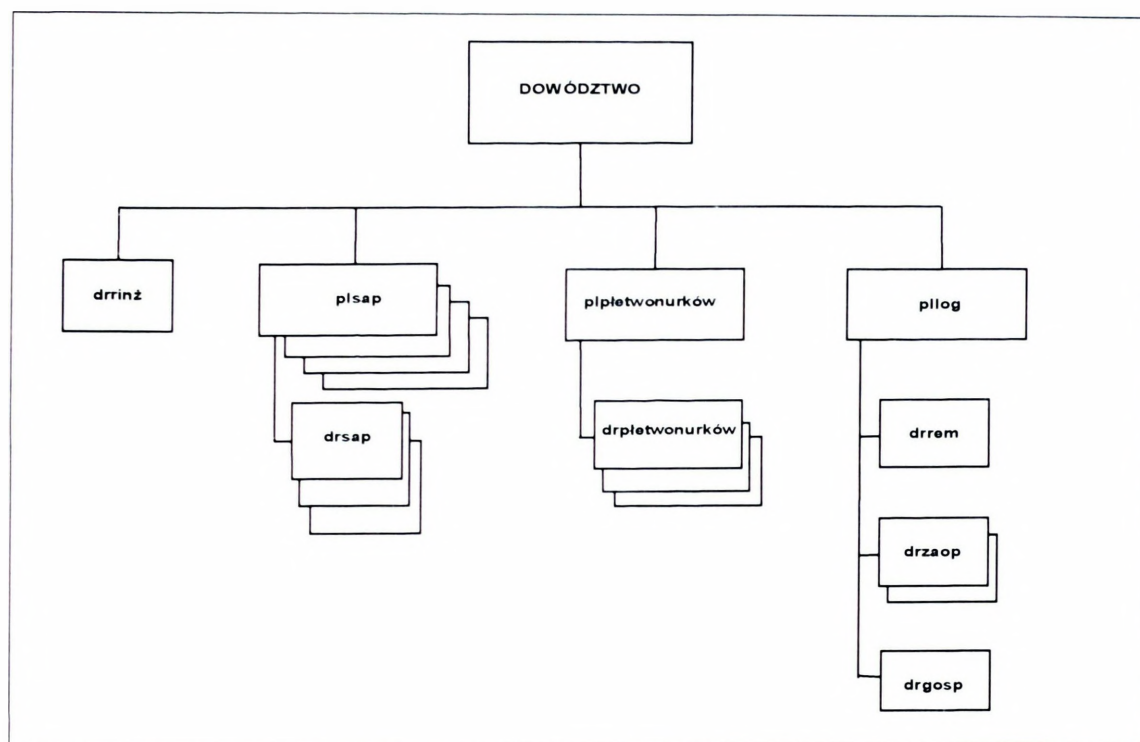 DOWÓDZTWO
drrinż
plsap
plpłetwonurków
pllog
drsap
drpłetwonurków
drrem
drzaop
drgosp